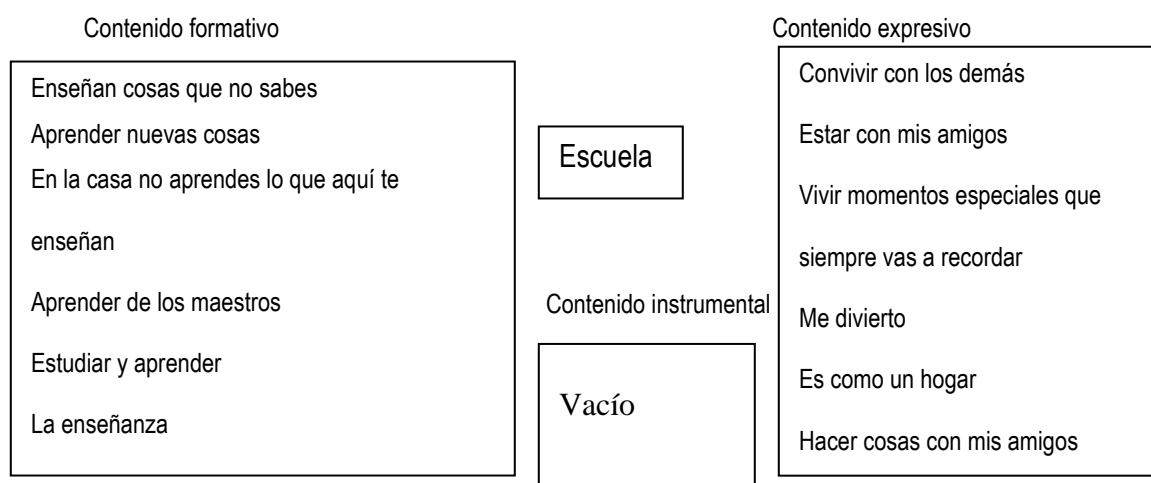 Contenido formativo
Enseñan cosas que no sabes
Aprender nuevas cosas
En la casa no aprendes lo que aquí te
enseñan
Aprender de los maestros
Estudiar y aprender
La enseñanza
Escuela
Contenido instrumental
Vacío
Contenido expresivo
Convivir con los demás
Estar con mis amigos
Vivir momentos especiales que
siempre vas a recordar
Me divierto
Es como un hogar
Hacer cosas con mis amigos